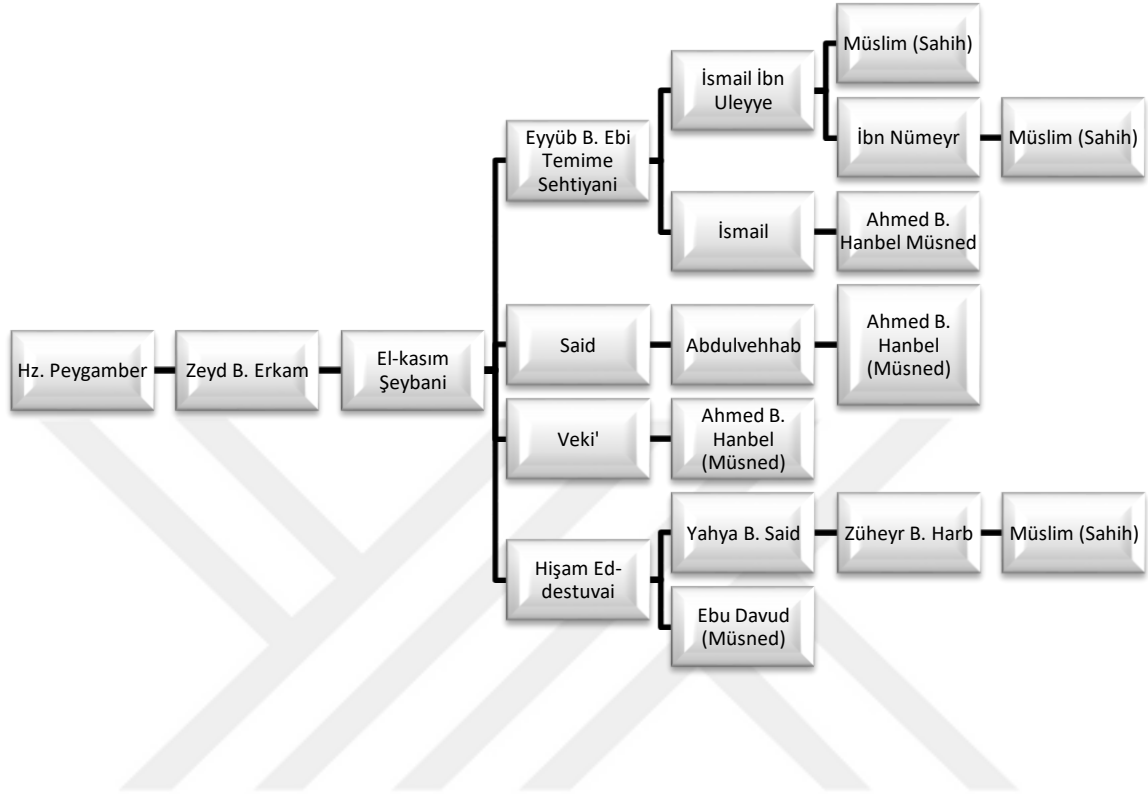 Hz. Peygamber
Zeyd B. Erkam
El-kasım
Şeybani
Eyyüb B. Ebi
Temime
Sehtiyani
İsmail İbn
Uleyye
Müslim (Sahih)
İbn Nümeyr
Müslim (Sahih)
İsmail
Ahmed B.
Hanbel Müsned
Said
Abdulvehhab
Ahmed B.
Hanbel
(Müsned)
Veki'
Ahmed B.
Hanbel
(Müsned)
Hişam Ed-
destuvai
Yahya B. Said
Züheyr B. Harb
Müslim (Sahih)
Ebu Davud
(Müsned)